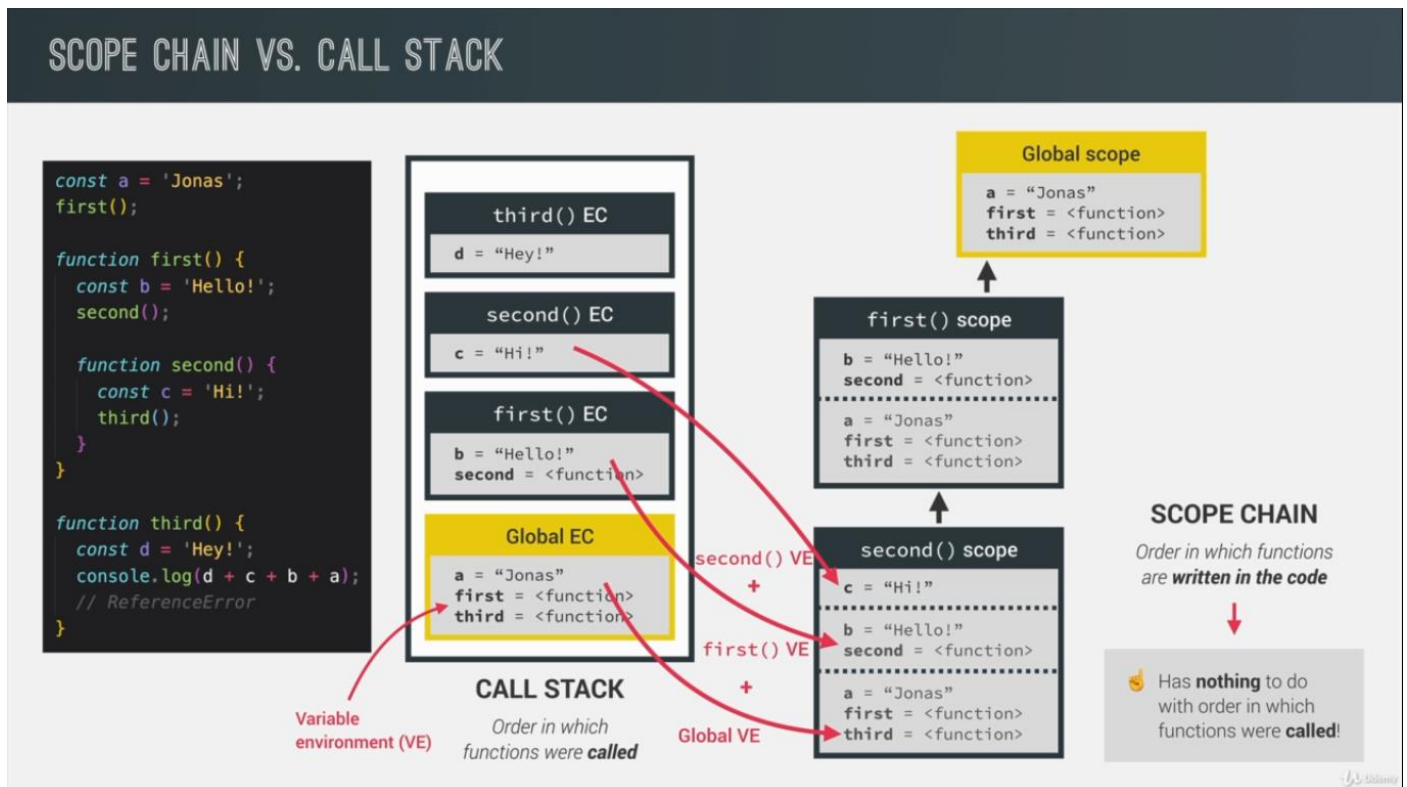 SCOPE CHAIN VS. CALL STACK
const a = 'Jonas';
first();
function first() {
const b = 'Hello!';
second();
function second() {
const c = 'Hi!';
third();
}
}
function third() {
const d = 'Hey!';
console.log(d + c + b + a);
// ReferenceError
}
third() EC
d = “Hey!”
second() EC
c = “Hi!”
first() EC
b = “Hello!”
second = <function>
Global EC
a = “Jonas”
first = <function>
third = <function>
Variable
environment (VE)
CALL STACK
Order in which
functions were called
second() VE
+
first() VE
+
Global VE
Global scope
a = “Jonas”
first = <function>
third = <function>
first() scope
b = “Hello!”
second = <function>
a = “Jonas”
first = <function>
third = <function>
second() scope
c = “Hi!”
b = “Hello!”
second = <function>
a = “Jonas”
first = <function>
third = <function>
SCOPE CHAIN
Order in which functions
are written in the code
☝ Has nothing to do
with order in which
functions were called!
Udemy